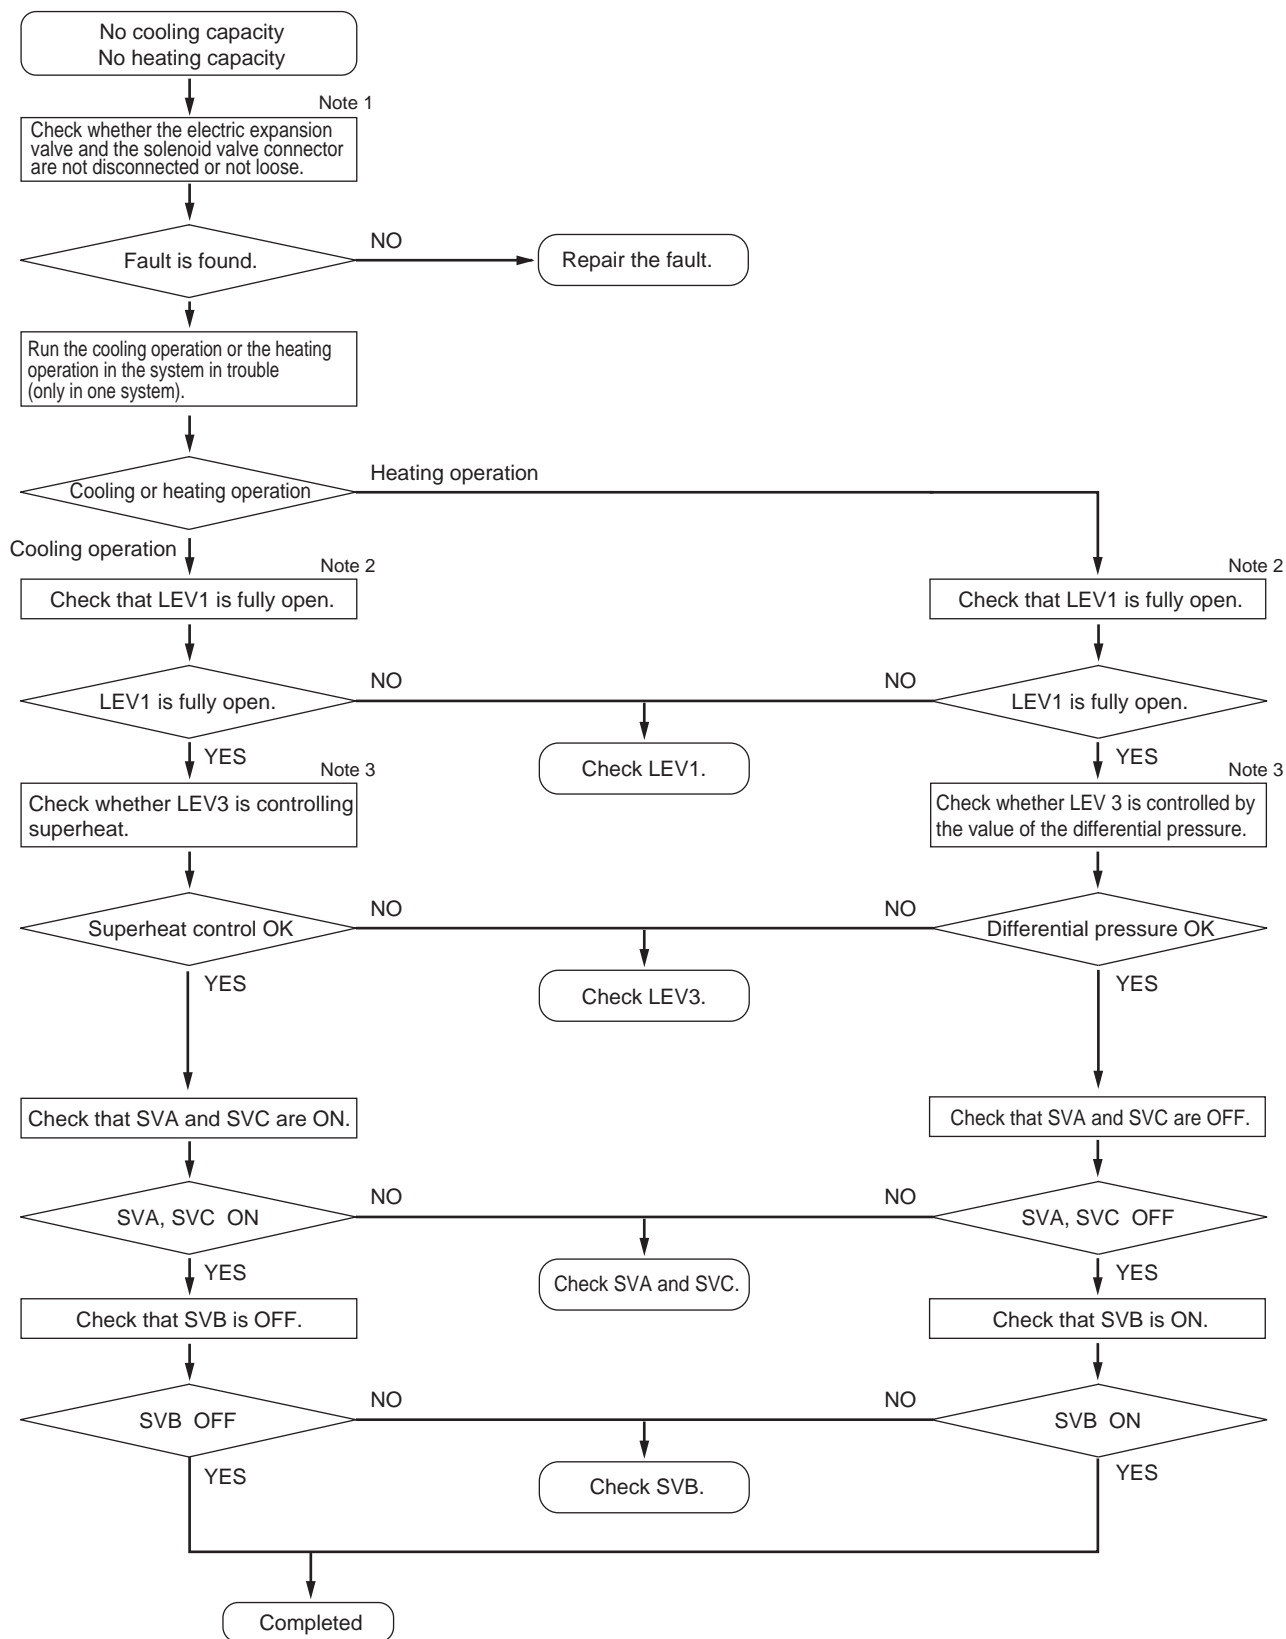 No cooling capacity
No heating capacity
Note 1
Check whether the electric expansion
valve and the solenoid valve connector
are not disconnected or not loose.
Fault is found.
NO
Repair the fault.
Run the cooling operation or the heating
operation in the system in trouble
(only in one system).
Cooling or heating operation
Heating operation
Cooling operation
Note 2
Note 2
Check that LEV1 is fully open.
Check that LEV1 is fully open.
LEV1 is fully open.
NO
NO
LEV1 is fully open.
YES
Check LEV1.
YES
Note 3
Note 3
Check whether LEV3 is controlling
superheat.
Check whether LEV 3 is controlled by
the value of the differential pressure.
Superheat control OK
NO
NO
Differential pressure OK
YES
Check LEV3.
YES
Check that SVA and SVC are ON.
Check that SVA and SVC are OFF.
SVA, SVC ON
NO
NO
SVA, SVC OFF
YES
Check SVA and SVC.
YES
Check that SVB is OFF.
Check that SVB is ON.
SVB OFF
NO
NO
SVB ON
YES
Check SVB.
YES
Completed